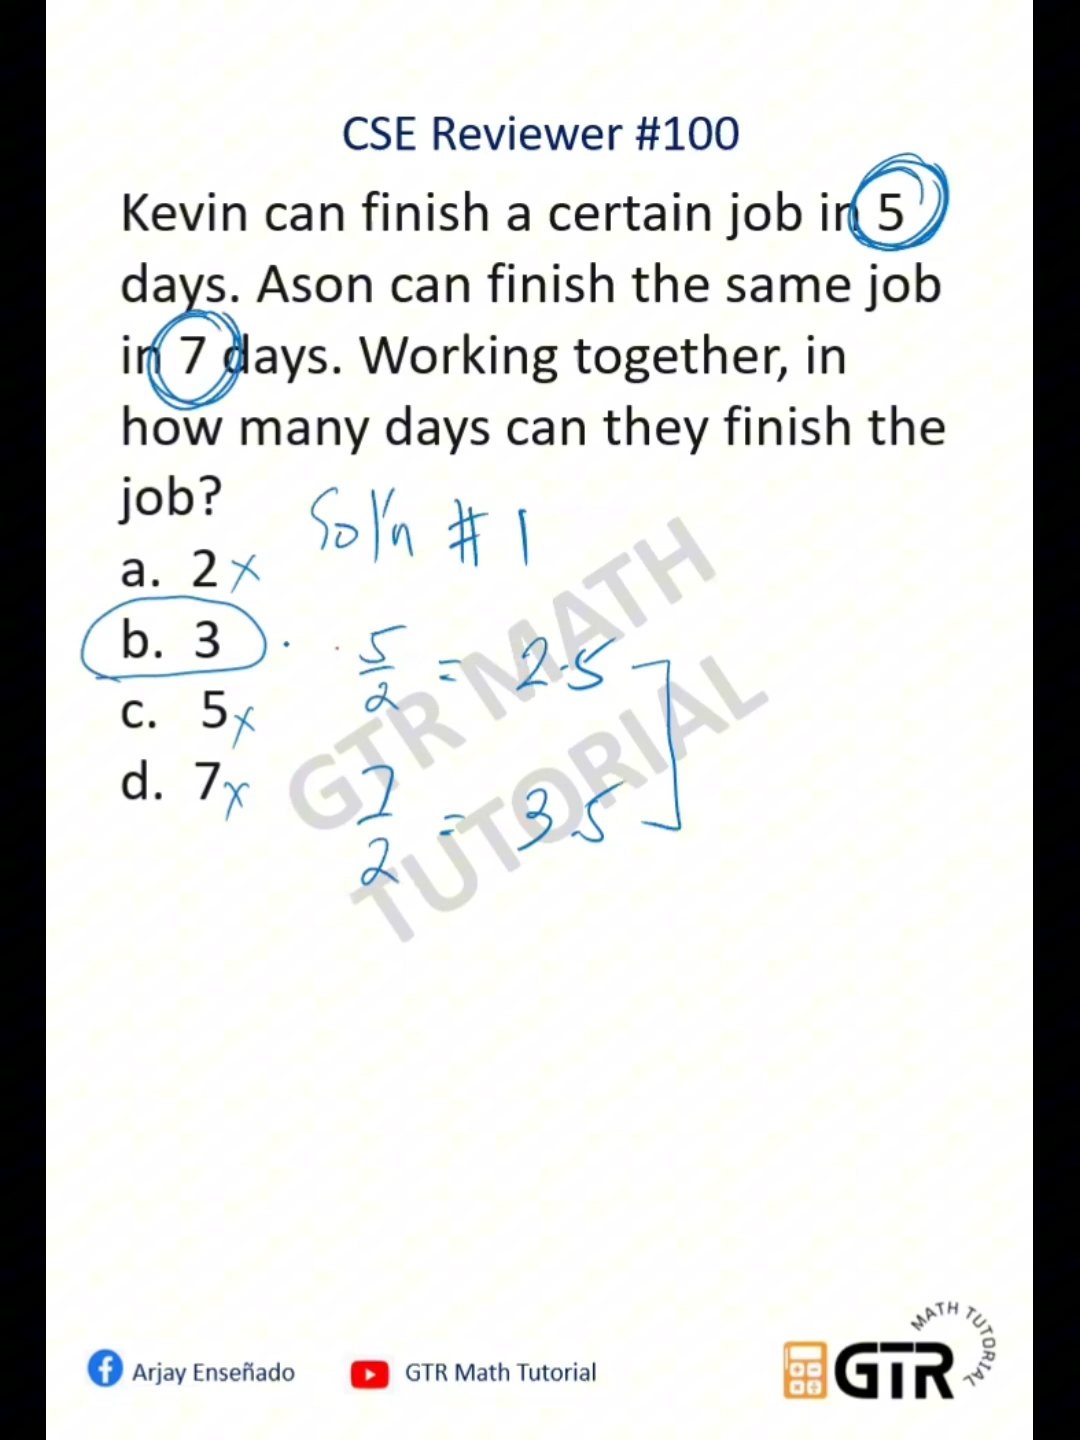 CSE Reviewer #100
Kevin can finish a certain job in 5
days. Ason can finish the same job
in 7 days. Working together, in
how many days can they finish the
job?
Sol'n # 1
a. 2 x
b. 3
c. 5 x
d. 7 x
5/2 = 2.5
7/2 = 3.5
GTR MATH
TUTORIAL
Arjay Enseñado
GTR Math Tutorial
GTR
MATH TUTORIAL